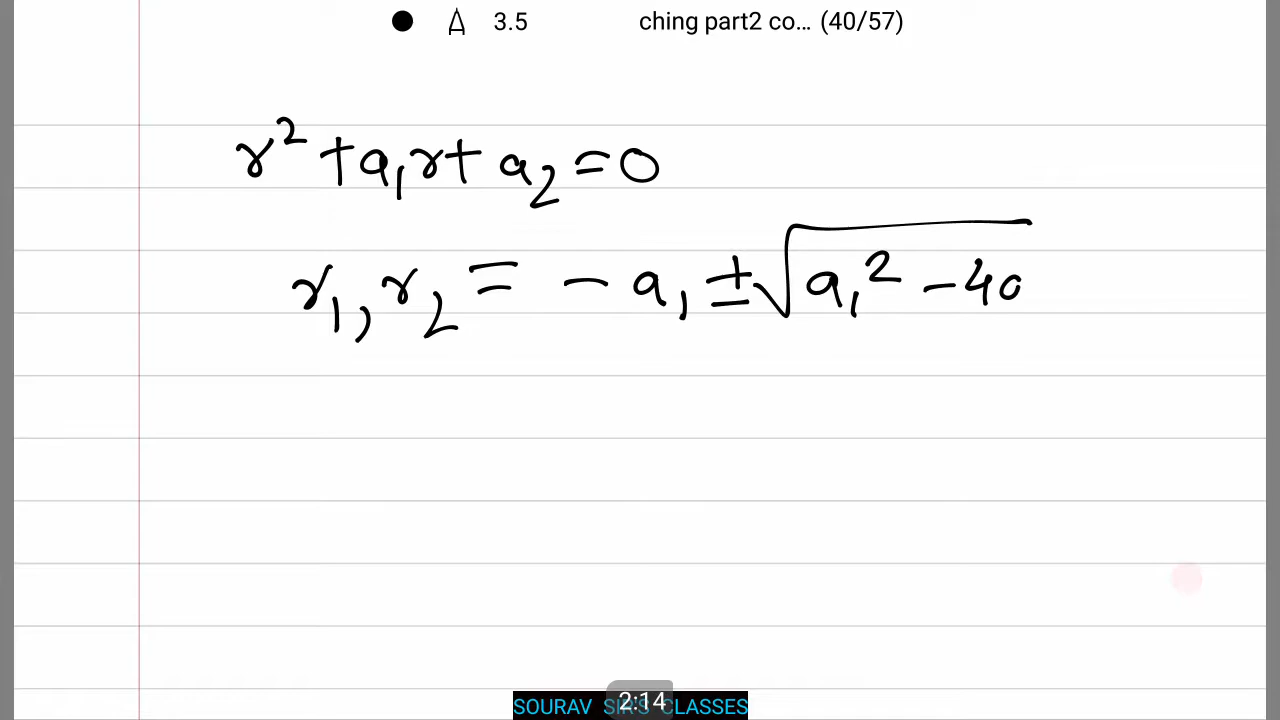 3.5 ching part2 co... (40/57)
r² + a₁r + a₂ = 0
r₁, r₂ = - a₁ ± √a₁² - 40
2:14
SOURAV SIR'S CLASSES